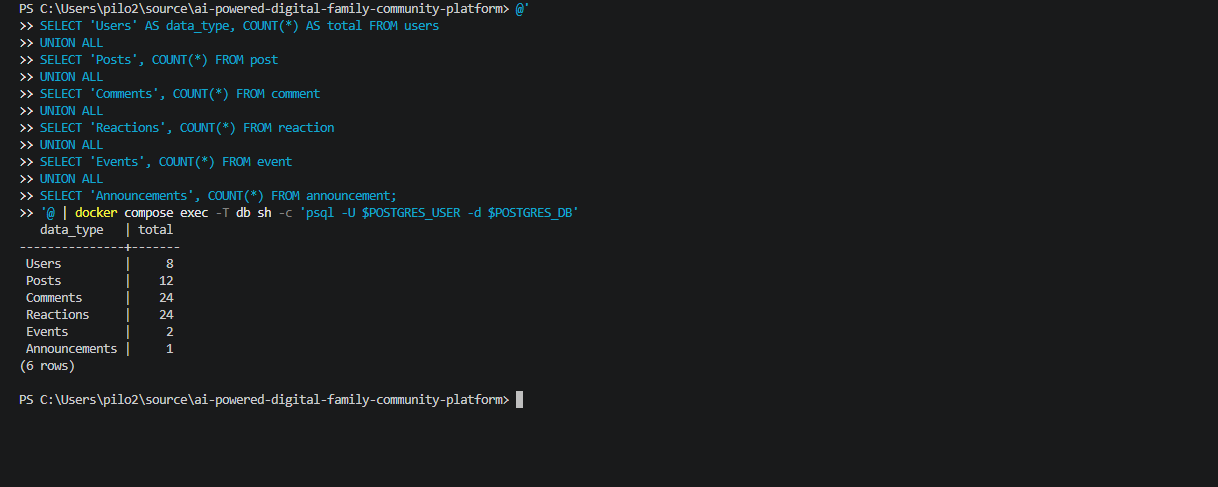 PS C:\Users\pilo2\source\ai-powered-digital-family-community-platform> @'
>> SELECT 'Users' AS data_type, COUNT(*) AS total FROM users
>> UNION ALL
>> SELECT 'Posts', COUNT(*) FROM post
>> UNION ALL
>> SELECT 'Comments', COUNT(*) FROM comment
>> UNION ALL
>> SELECT 'Reactions', COUNT(*) FROM reaction
>> UNION ALL
>> SELECT 'Events', COUNT(*) FROM event
>> UNION ALL
>> SELECT 'Announcements', COUNT(*) FROM announcement;
>> '@ | docker compose exec -T db sh -c 'psql -U $POSTGRES_USER -d $POSTGRES_DB'
   data_type   | total
---------------+-------
 Users         |     8
 Posts         |    12
 Comments      |    24
 Reactions     |    24
 Events        |     2
 Announcements |     1
(6 rows)

PS C:\Users\pilo2\source\ai-powered-digital-family-community-platform>